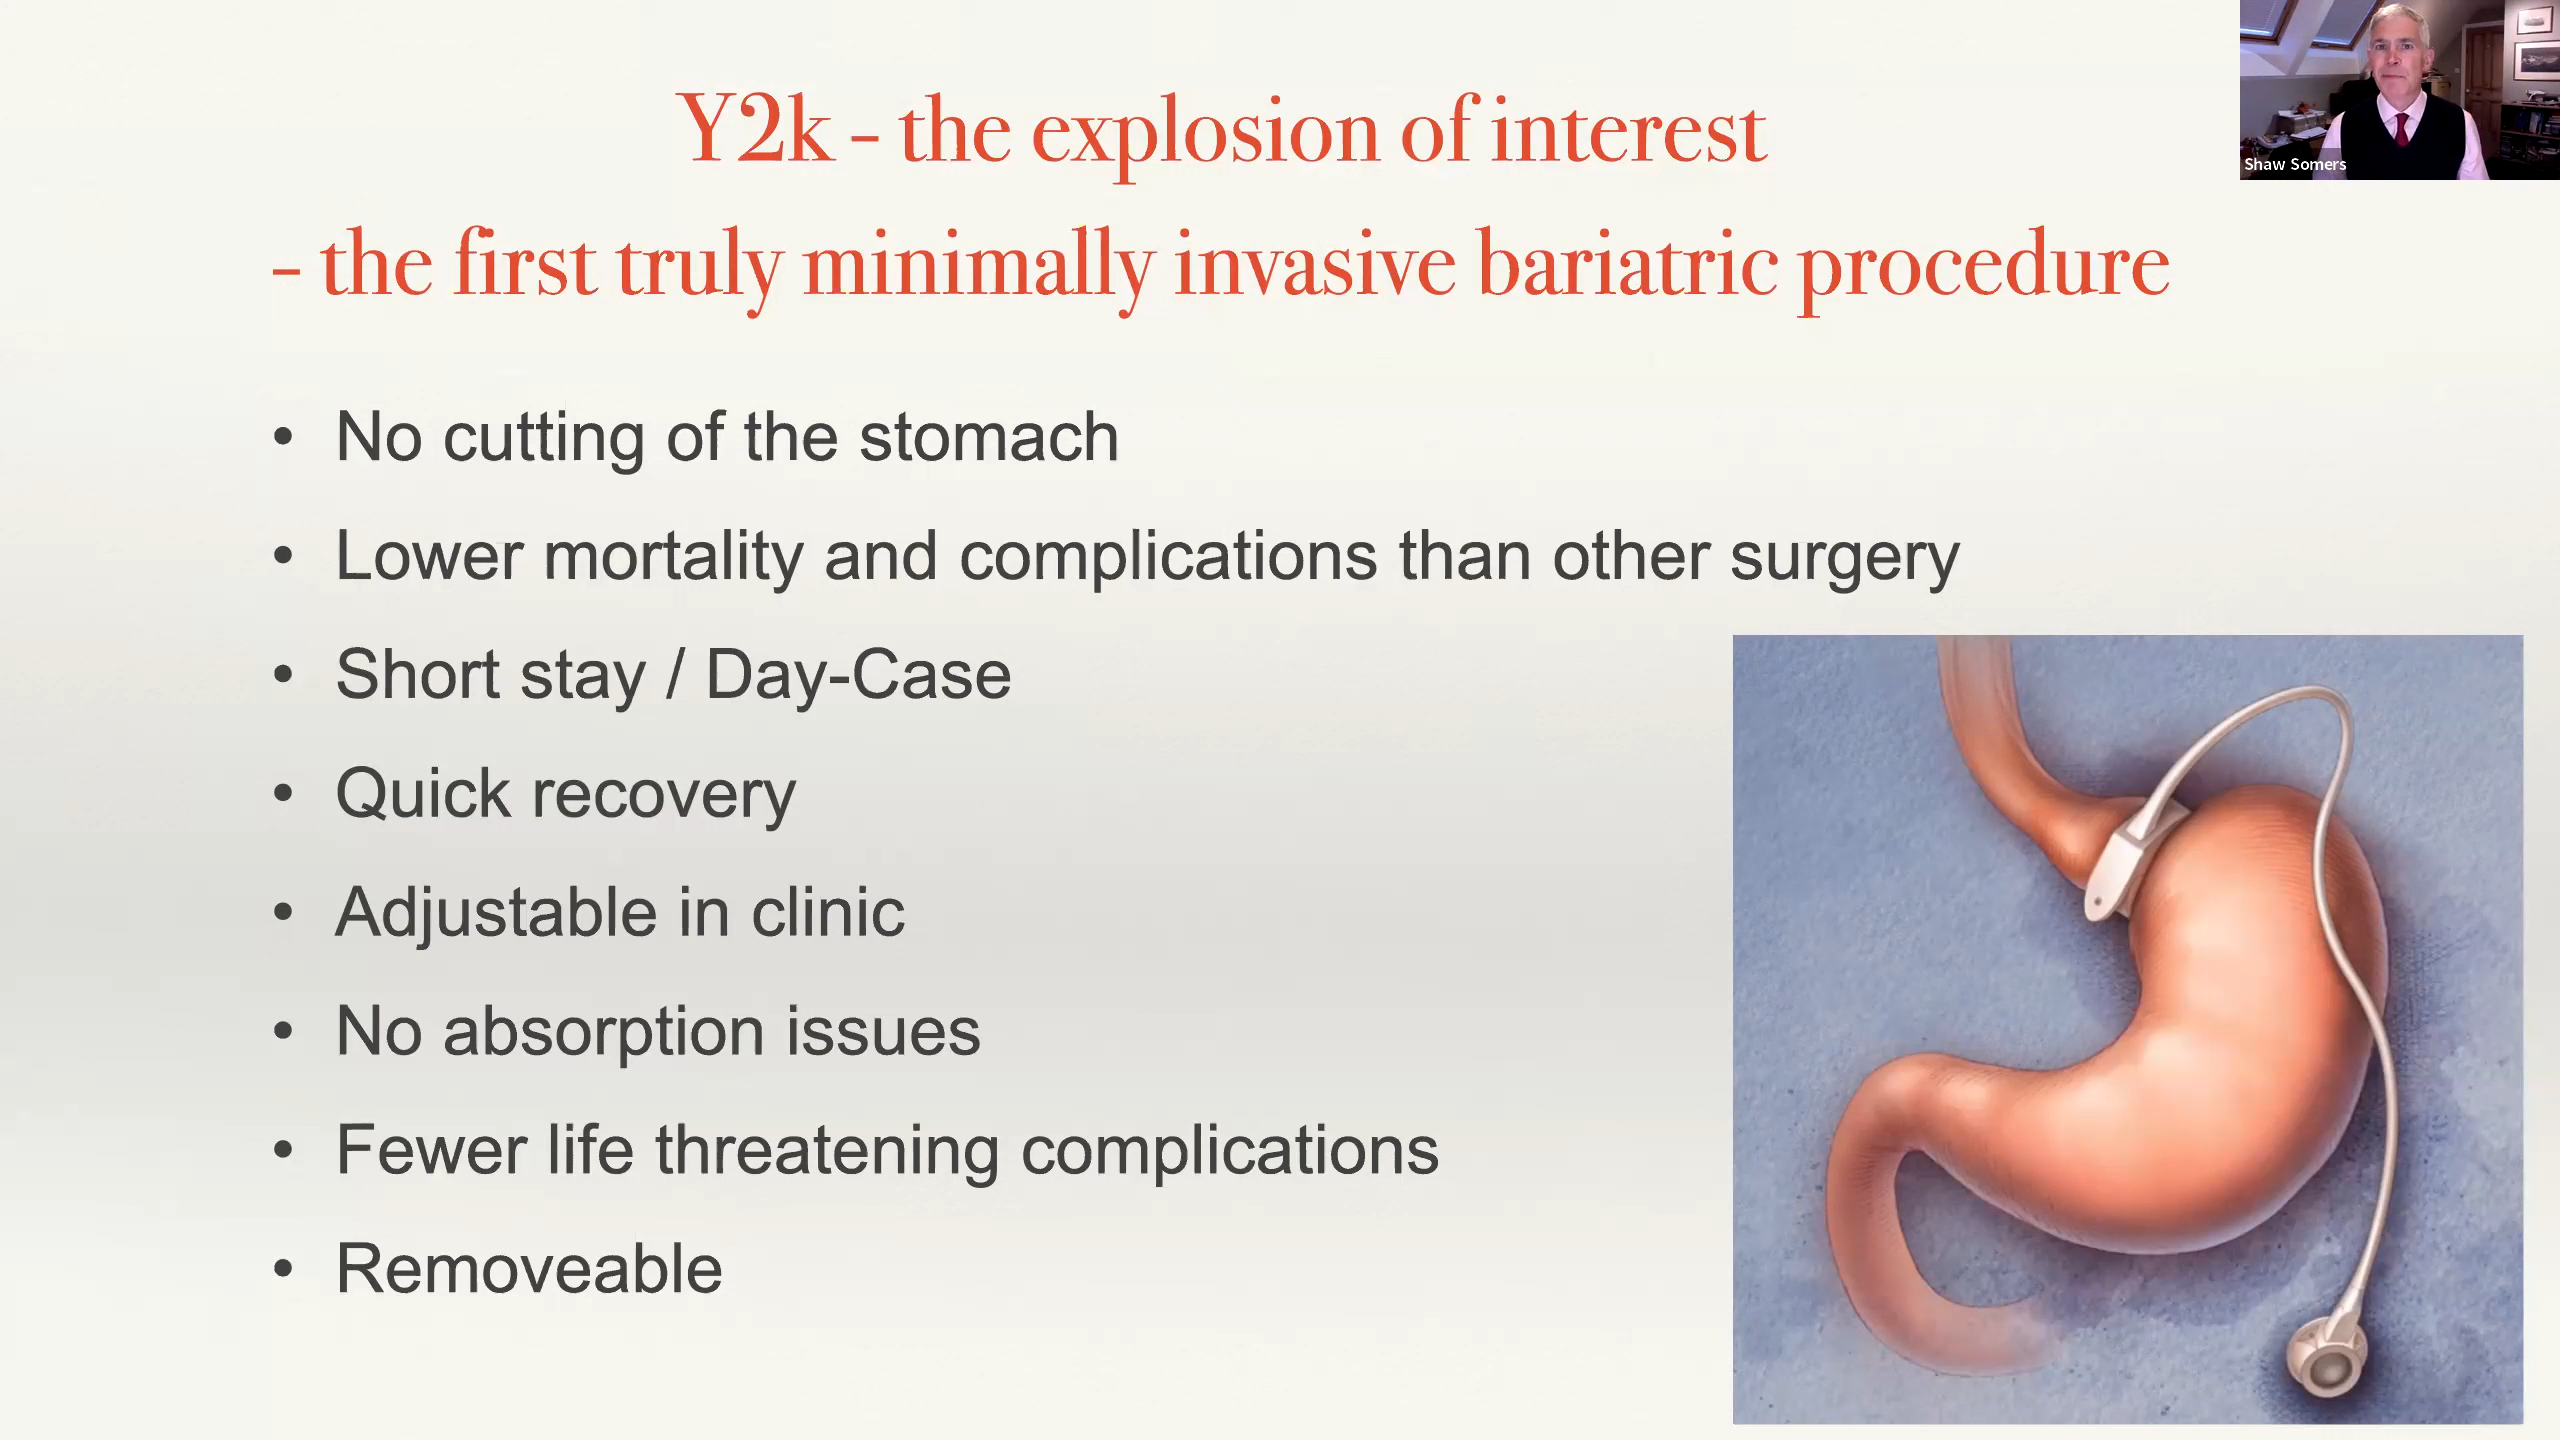 Y2k - the explosion of interest
- the first truly minimally invasive bariatric procedure
• No cutting of the stomach
• Lower mortality and complications than other surgery
• Short stay / Day-Case
• Quick recovery
• Adjustable in clinic
• No absorption issues
• Fewer life threatening complications
• Removeable
Shaw Somers